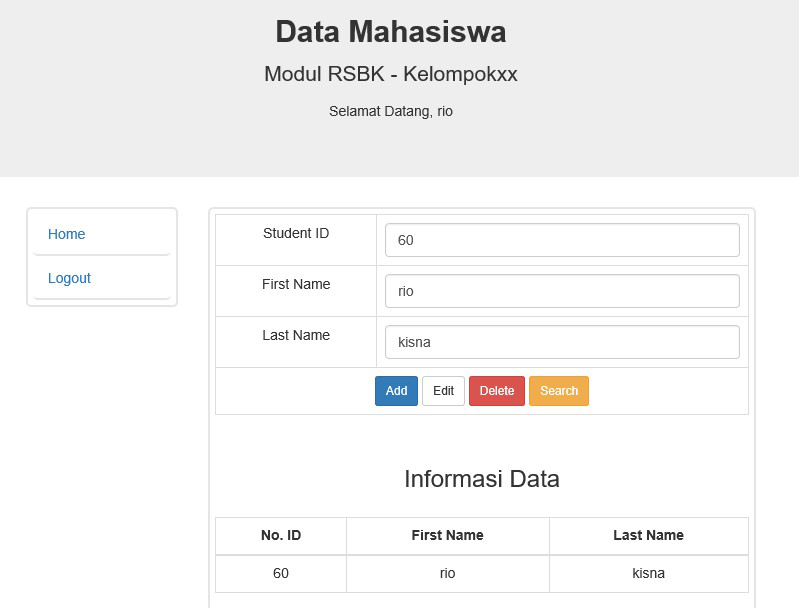 Data Mahasiswa
Modul RSBK - Kelompokxx
Selamat Datang, rio
Home
Logout
Student ID 60
First Name rio
Last Name kisna
Add Edit Delete Search
Informasi Data
No. ID First Name Last Name
60 rio kisna